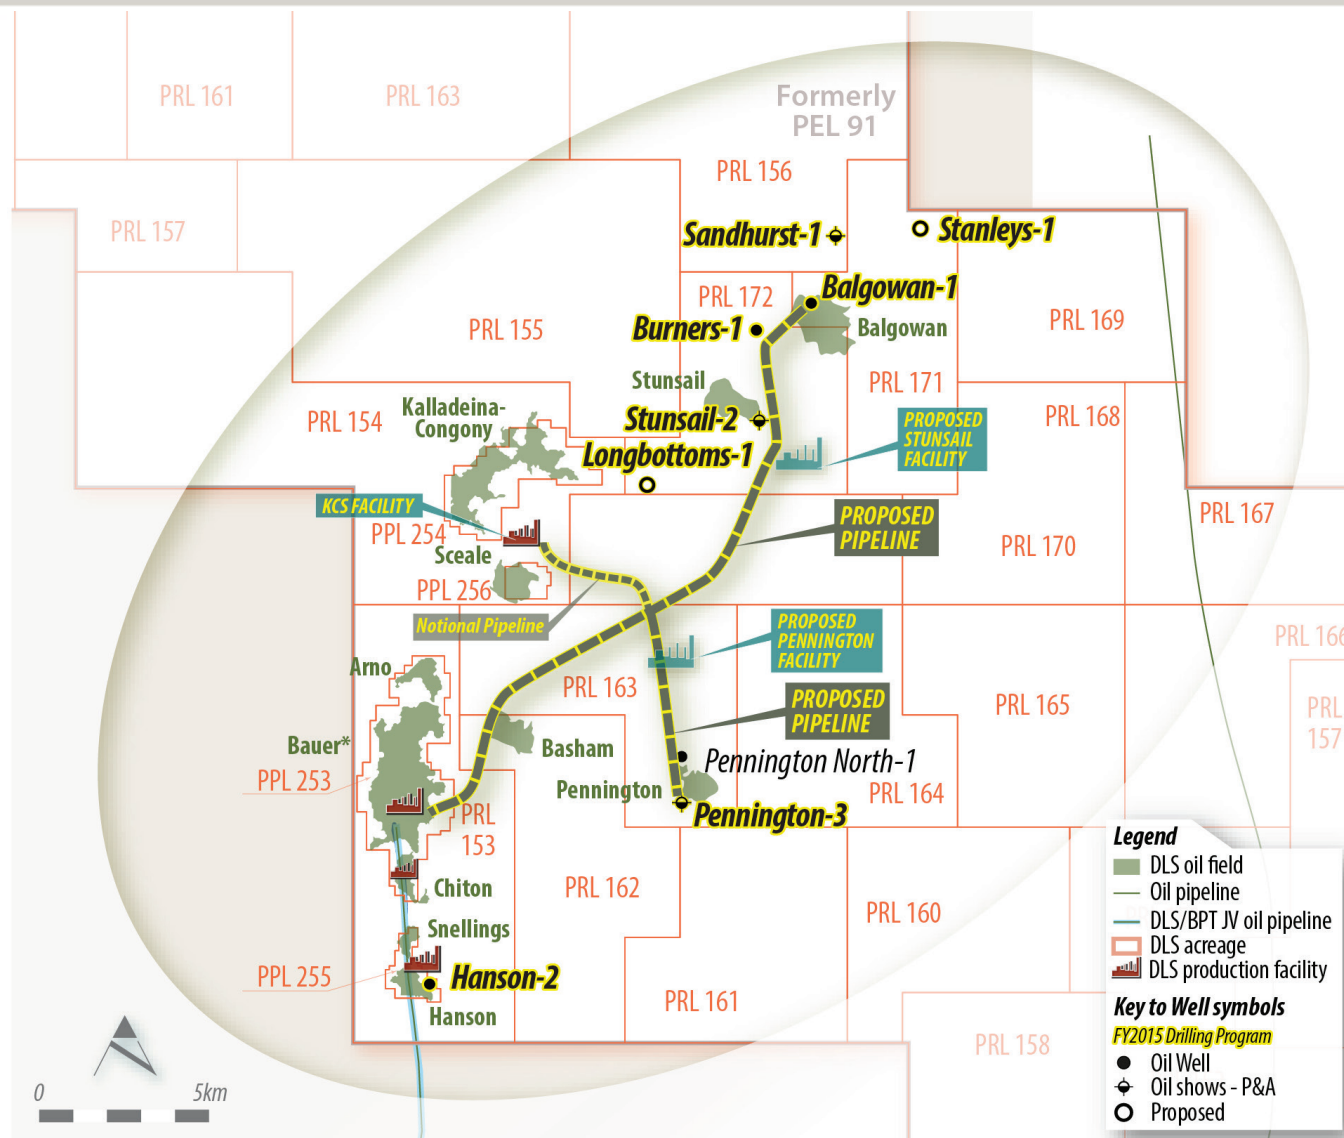 PRL 161
PRL 163
Formerly
PEL 91
PRL 156
PRL 157
Sandhurst-1
Stanleys-1
PRL 172
Balgowan-1
PRL 155
Burners-1
Balgowan
PRL 169
Stunsail
PRL 171
Kalladeina-
Congony
PRL 154
Stunsail-2
PROPOSED
STUNSAIL
FACILITY
PRL 168
Longbottoms-1
KCS FACILITY
PPL 254
PROPOSED
PIPELINE
PRL 167
Sceale
PRL 170
PPL 256
Notional Pipeline
PROPOSED
PENNINGTON
FACILITY
PRL 166
Arno
PRL 163
PROPOSED
PIPELINE
PRL 165
PRL
157
Bauer*
Basham
Pennington North-1
PPL 253
Pennington
PRL 164
PRL
153
Pennington-3
Chiton
PRL 162
Snellings
PRL 160
PPL 255
Hanson-2
PRL 161
Hanson
PRL 158
0 5km
Legend
DLS oil field
Oil pipeline
DLS/BPT JV oil pipeline
DLS acreage
DLS production facility
Key to Well symbols
FY2015 Drilling Program
Oil Well
Oil shows - P&A
Proposed